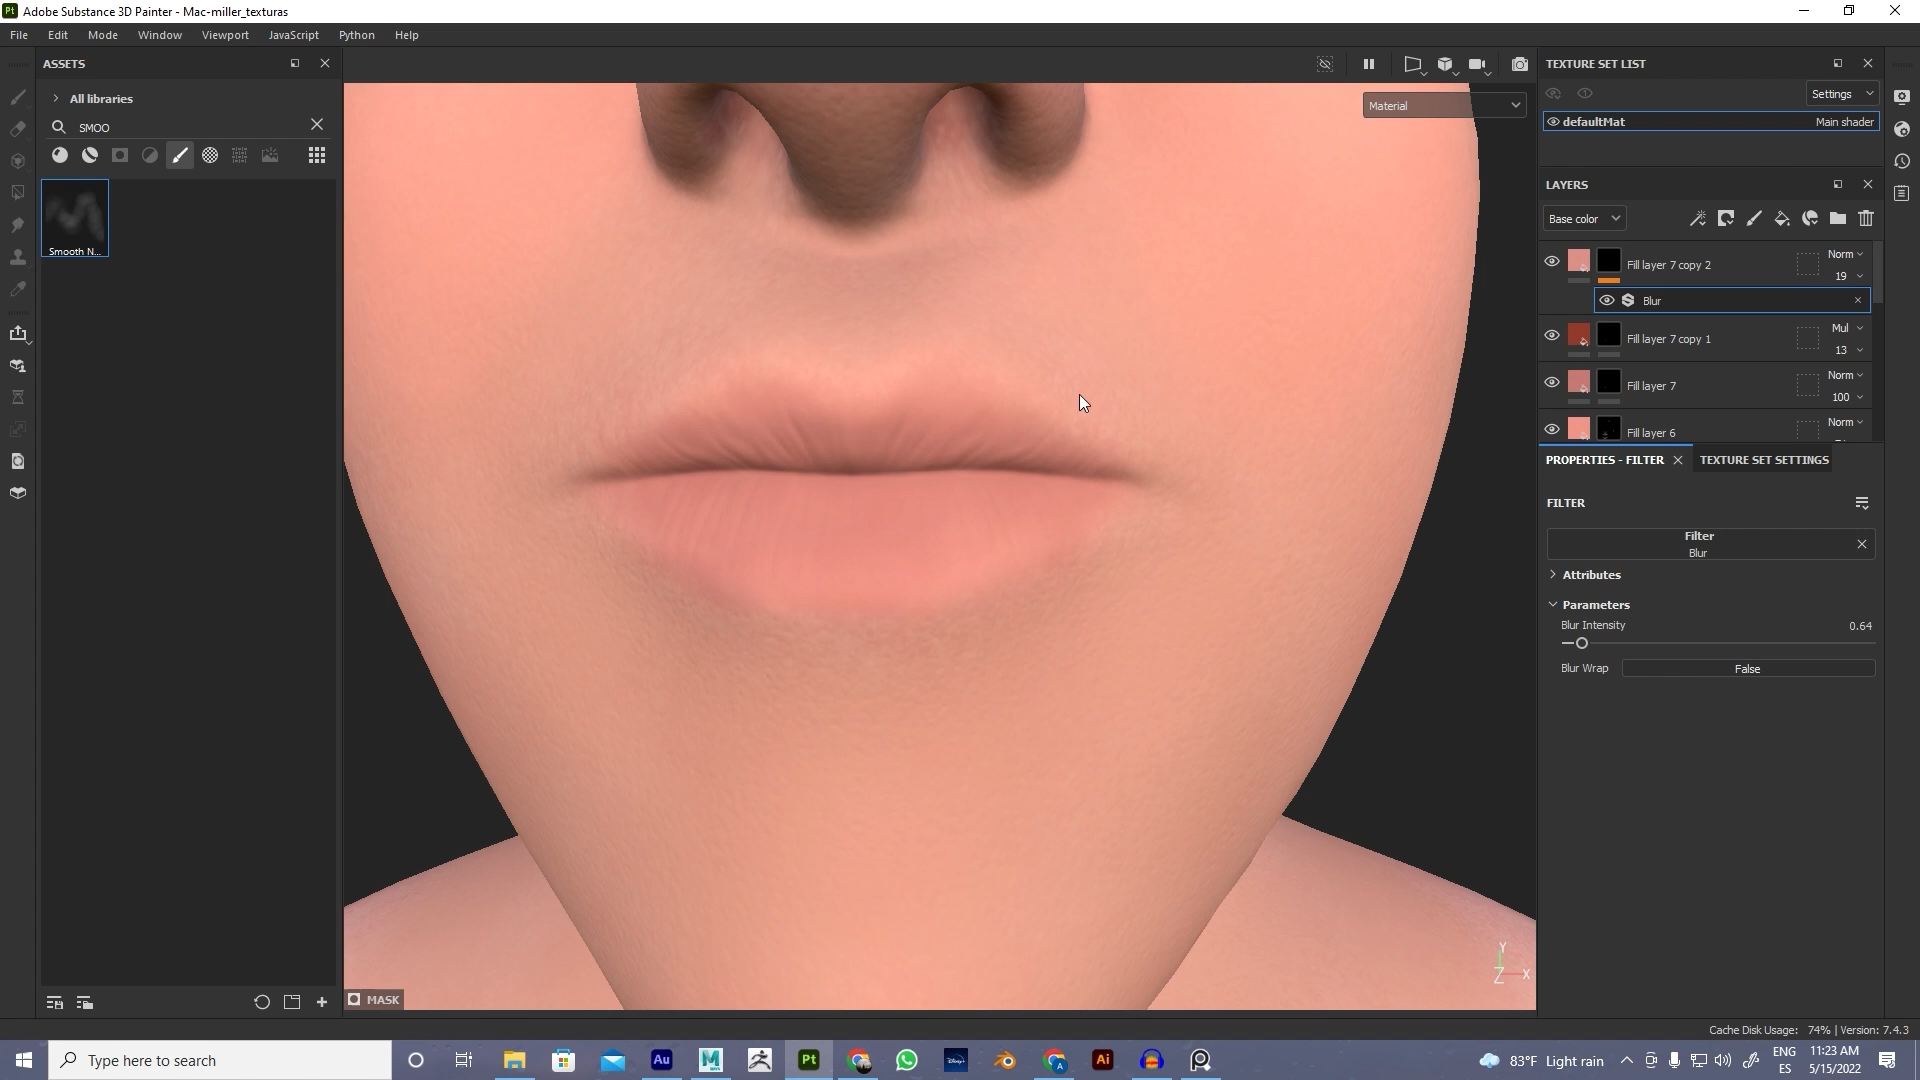 Pt Adobe Substance 3D Painter - Mac-miller_texturas
File Edit Mode Window Viewport JavaScript Python Help
ASSETS
All libraries
SMOO
Smooth N...
Material
MASK
Y
Z X
TEXTURE SET LIST
Settings
defaultMat Main shader
LAYERS
Base color
Fill layer 7 copy 2 Norm
19
Blur
Fill layer 7 copy 1 Mul
13
Fill layer 7 Norm
100
Fill layer 6 Norm
PROPERTIES - FILTER TEXTURE SET SETTINGS
FILTER
Filter
Blur
Attributes
Parameters
Blur Intensity 0.64
Blur Wrap False
Cache Disk Usage: 74% | Version: 7.4.3
Type here to search
Au
M
Pt
Disney+
A
Ai
83°F Light rain
ENG
ES
11:23 AM
5/15/2022